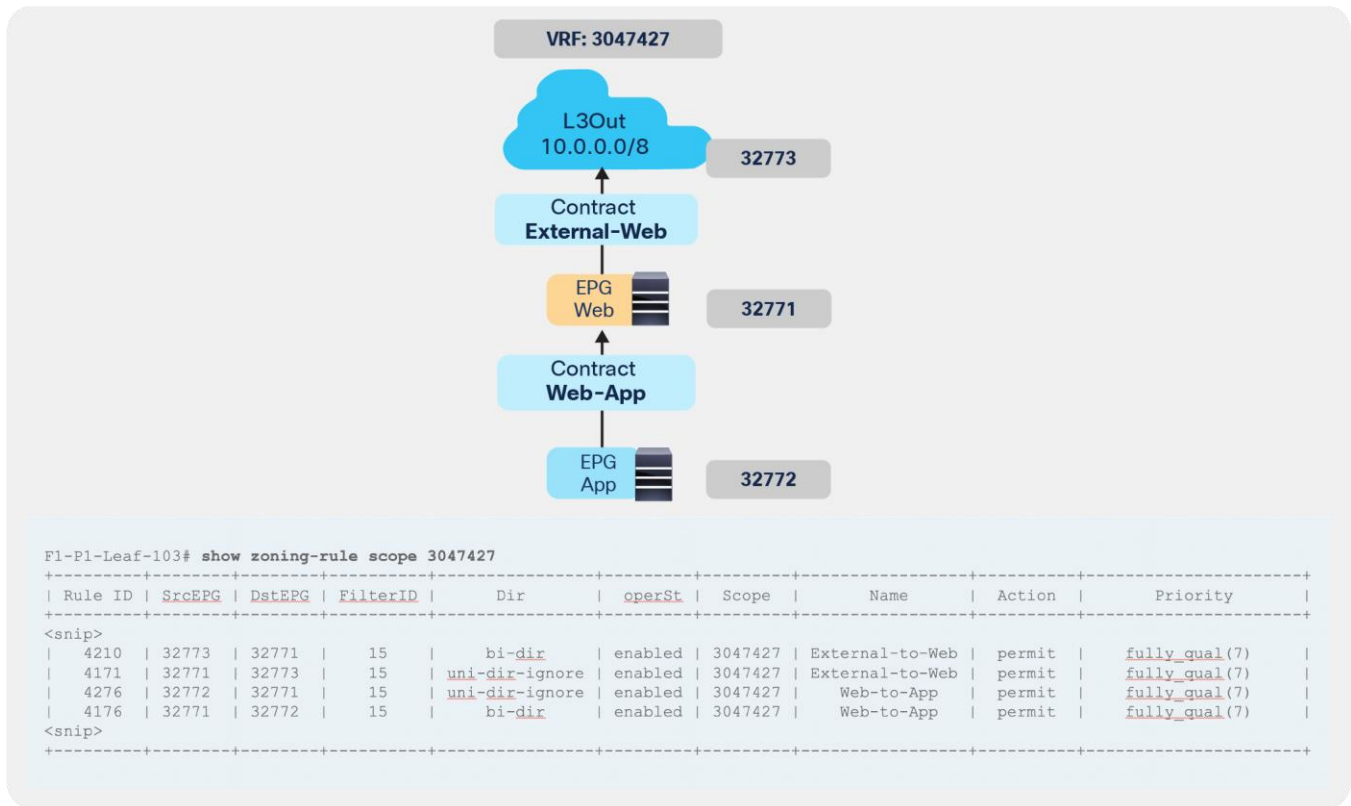 VRF: 3047427
L3Out
10.0.0.0/8
32773
Contract
External-Web
EPG
Web
32771
Contract
Web-App
EPG
App
32772
F1-P1-Leaf-103# show zoning-rule scope 3047427
+----------+--------+--------+----------+-----------------+---------+---------+------------------+----------+---------------------+
| Rule ID | SrcEPG | DstEPG | FilterID | Dir | operSt | Scope | Name | Action | Priority |
+----------+--------+--------+----------+-----------------+---------+---------+------------------+----------+---------------------+
<snip>
| 4210 | 32773 | 32771 | 15 | bi-dir | enabled | 3047427 | External-to-Web | permit | fully_qual(7) |
| 4171 | 32771 | 32773 | 15 | uni-dir-ignore | enabled | 3047427 | External-to-Web | permit | fully_qual(7) |
| 4276 | 32772 | 32771 | 15 | uni-dir-ignore | enabled | 3047427 | Web-to-App | permit | fully_qual(7) |
| 4176 | 32771 | 32772 | 15 | bi-dir | enabled | 3047427 | Web-to-App | permit | fully_qual(7) |
<snip>
+----------+--------+--------+----------+-----------------+---------+---------+------------------+----------+---------------------+